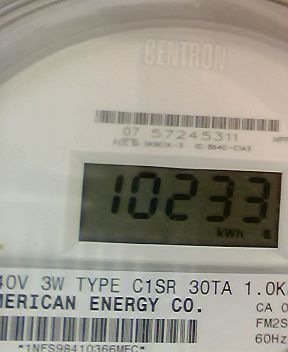 CENTRON
07 57245311
10233
kWh
40V 3W TYPE C1SR 30TA 1.0K
MERICAN ENERGY CO.
CA 0
FM2S
60Hz
*1NFS98410366MFC*